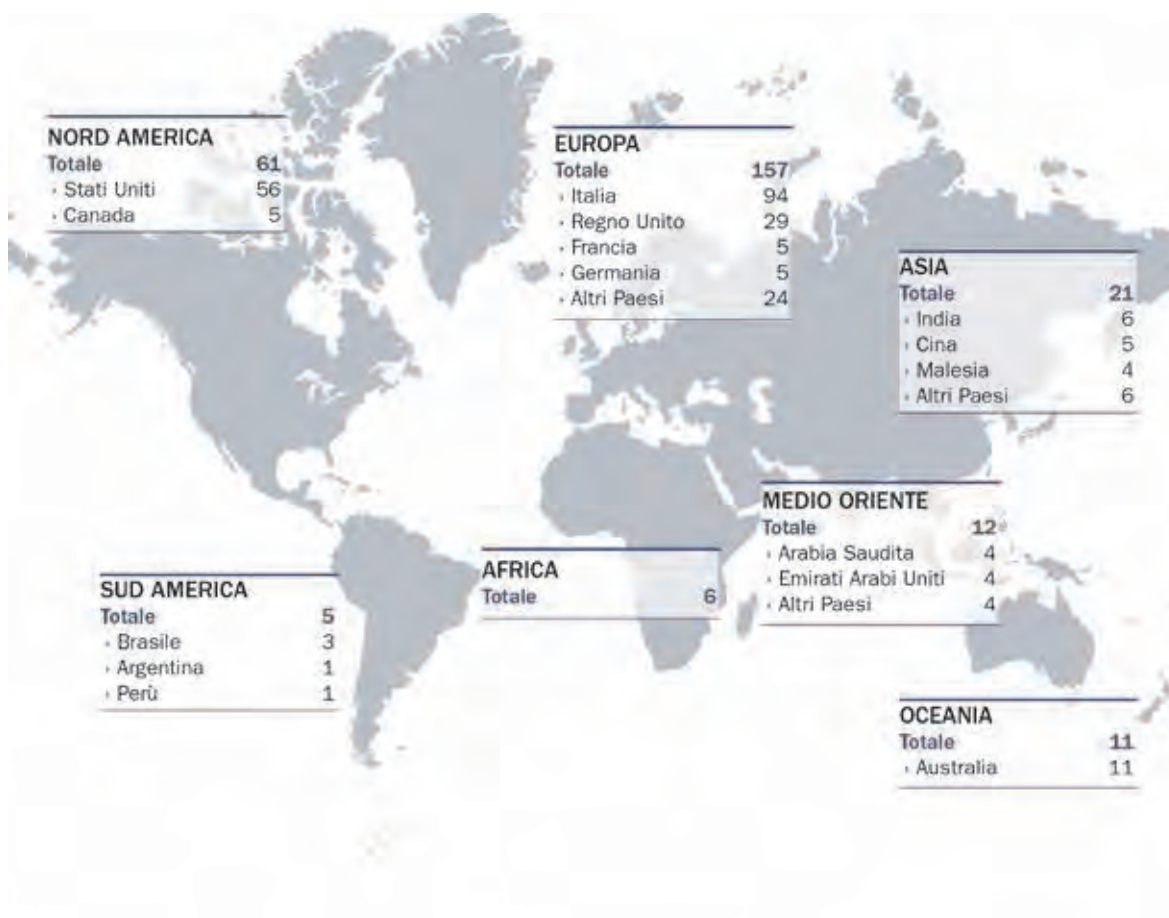 NORD AMERICA
Totale 61
› Stati Uniti 56
› Canada 5
EUROPA
Totale 157
› Italia 94
› Regno Unito 29
› Francia 5
› Germania 5
› Altri Paesi 24
ASIA
Totale 21
› India 6
› Cina 5
› Malesia 4
› Altri Paesi 6
MEDIO ORIENTE
Totale 12
› Arabia Saudita 4
› Emirati Arabi Uniti 4
› Altri Paesi 4
AFRICA
Totale 6
SUD AMERICA
Totale 5
› Brasile 3
› Argentina 1
› Perù 1
OCEANIA
Totale 11
› Australia 11